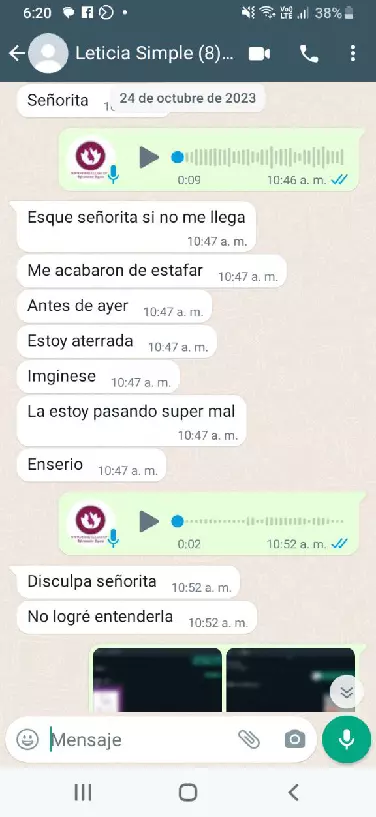 6:20
38%
Leticia Simple (8)...
Señorita
24 de octubre de 2023
0:09
10:46 a. m.
Esque señorita si no me llega
10:47 a. m.
Me acabaron de estafar 10:47 a. m.
Antes de ayer 10:47 a. m.
Estoy aterrada 10:47 a. m.
Imginese 10:47 a. m.
La estoy pasando super mal
10:47 a. m.
Enserio 10:47 a. m.
0:02
10:52 a. m.
Disculpa señorita 10:52 a. m.
No logré entenderla 10:52 a. m.
Mensaje